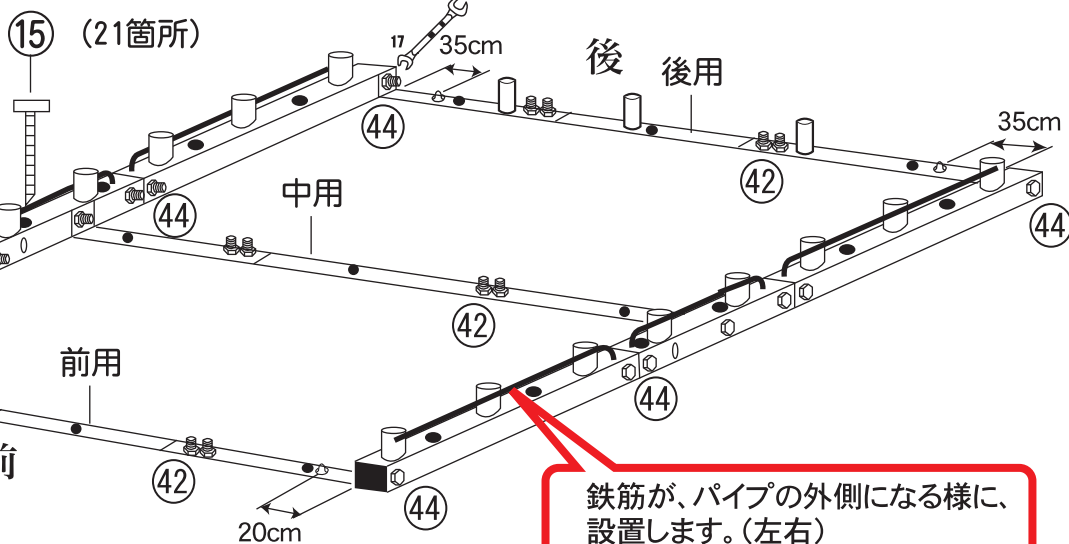 ⑮ (21箇所)
17
35cm
後
後用
35cm
㊹
㊷
㊹
㊹
中用
㊷
前用
㊹
前
㊷
㊹
20cm
鉄筋が、パイプの外側になる様に、
設置します。(左右)